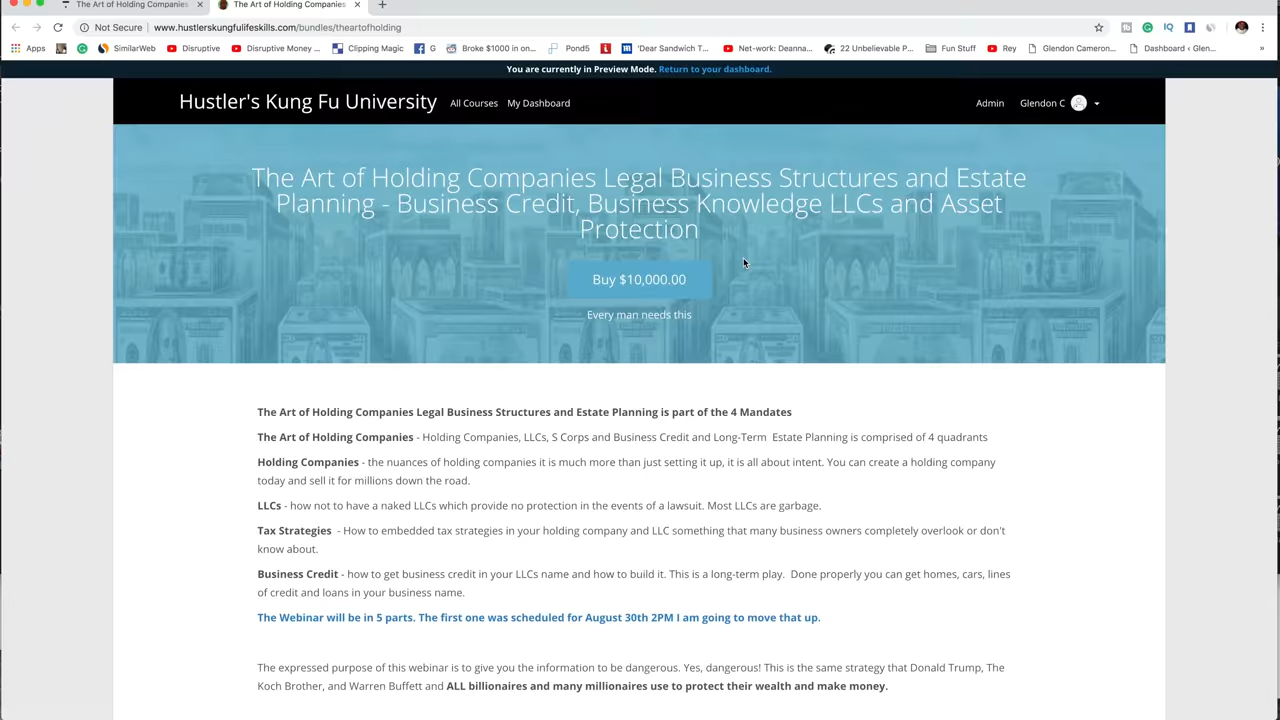 The Art of Holding Companies
The Art of Holding Companies
Not Secure
www.hustlerskungfulifeskills.com/bundles/theartofholding
Apps
G
SimilarWeb
Disruptive
Disruptive Money ...
Clipping Magic
G
Broke $1000 in on...
Pond5
'Dear Sandwich T...
Net-work: Deanna...
22 Unbelievable P...
Fun Stuff
Rey
Glendon Cameron...
Dashboard ‹ Glen...
You are currently in Preview Mode. Return to your dashboard.
Hustler's Kung Fu University
All Courses
My Dashboard
Admin
Glendon C
The Art of Holding Companies Legal Business Structures and Estate
Planning - Business Credit, Business Knowledge LLCs and Asset
Protection
Buy $10,000.00
Every man needs this
The Art of Holding Companies Legal Business Structures and Estate Planning is part of the 4 Mandates
The Art of Holding Companies - Holding Companies, LLCs, S Corps and Business Credit and Long-Term Estate Planning is comprised of 4 quadrants
Holding Companies - the nuances of holding companies it is much more than just setting it up, it is all about intent. You can create a holding company
today and sell it for millions down the road.
LLCs - how not to have a naked LLCs which provide no protection in the events of a lawsuit. Most LLCs are garbage.
Tax Strategies - How to embedded tax strategies in your holding company and LLC something that many business owners completely overlook or don't
know about.
Business Credit - how to get business credit in your LLCs name and how to build it. This is a long-term play. Done properly you can get homes, cars, lines
of credit and loans in your business name.
The Webinar will be in 5 parts. The first one was scheduled for August 30th 2PM I am going to move that up.
The expressed purpose of this webinar is to give you the information to be dangerous. Yes, dangerous! This is the same strategy that Donald Trump, The
Koch Brother, and Warren Buffett and ALL billionaires and many millionaires use to protect their wealth and make money.